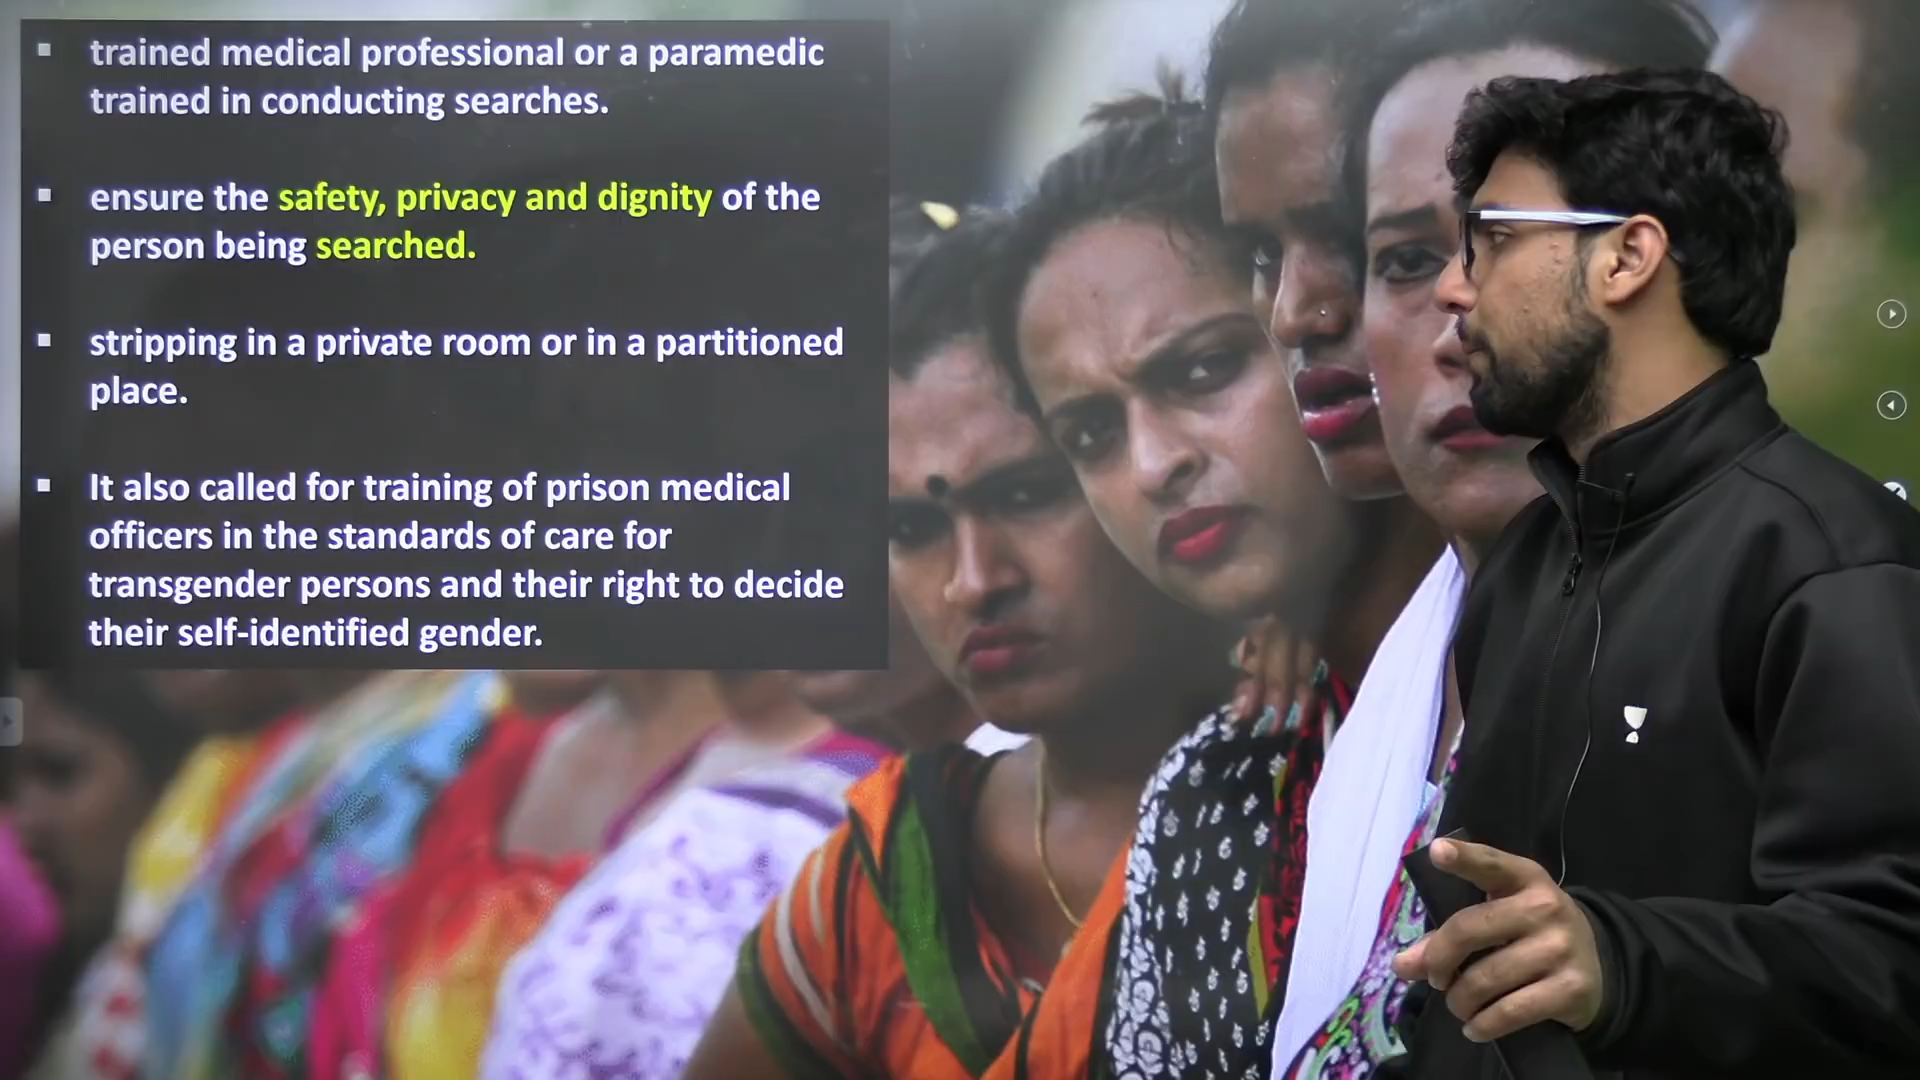 trained medical professional or a paramedic
trained in conducting searches.
ensure the safety, privacy and dignity of the
person being searched.
stripping in a private room or in a partitioned
place.
It also called for training of prison medical
officers in the standards of care for
transgender persons and their right to decide
their self-identified gender.